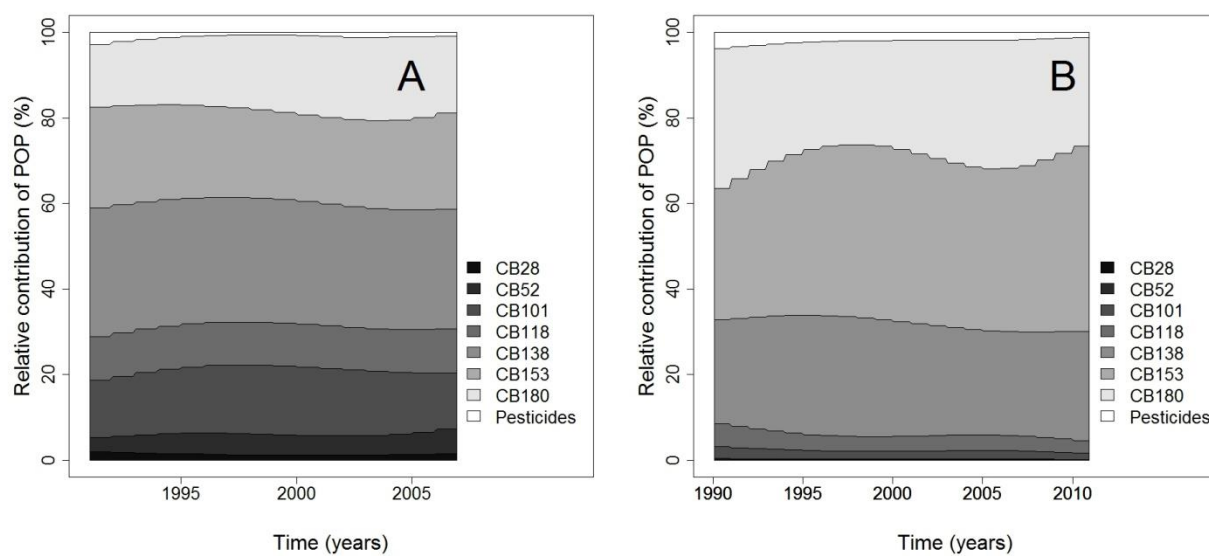 A
Relative contribution of POP (%)
100
80
60
40
20
0
CB28
CB52
CB101
CB118
CB138
CB153
CB180
Pesticides
1995
2000
2005
Time (years)
B
Relative contribution of POP (%)
100
80
60
40
20
0
CB28
CB52
CB101
CB118
CB138
CB153
CB180
Pesticides
1990
1995
2000
2005
2010
Time (years)